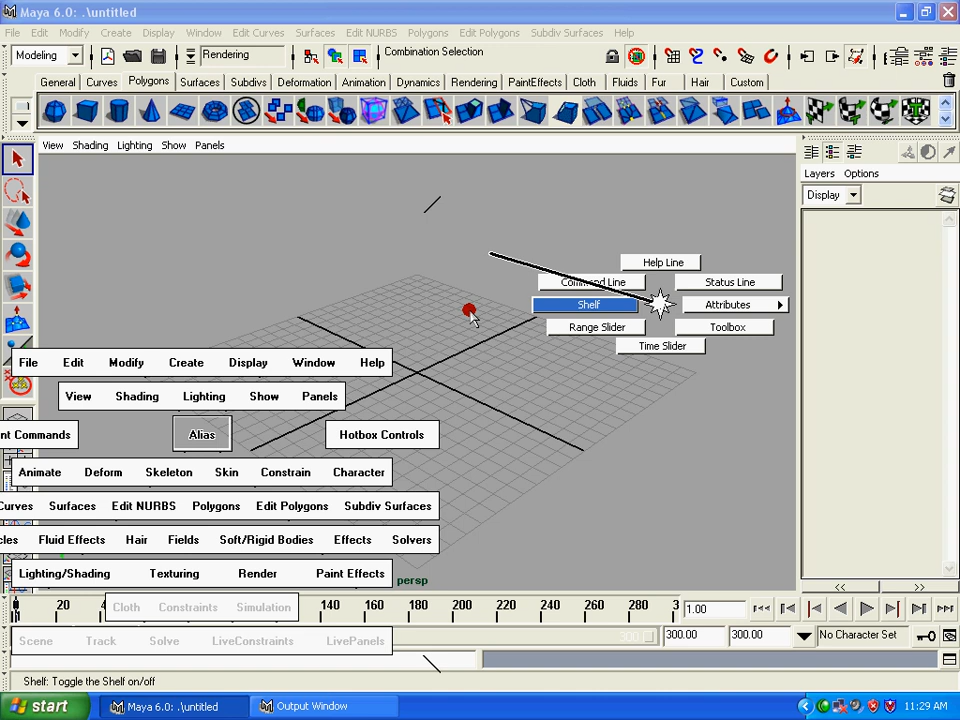 Maya 6.0: .\untitled
File Edit Modify Create Display Window Edit Curves Surfaces Edit NURBS Polygons Edit Polygons Subdiv Surfaces Help
Modeling Rendering Combination Selection
General Curves Polygons Surfaces Subdivs Deformation Animation Dynamics Rendering PaintEffects Cloth Fluids Fur Hair Custom
View Shading Lighting Show Panels
Layers Options
Display
Help Line
Command Line Status Line
Shelf Attributes
Range Slider Toolbox
Time Slider
File Edit Modify Create Display Window Help
View Shading Lighting Show Panels
nt Commands Alias Hotbox Controls
Animate Deform Skeleton Skin Constrain Character
Curves Surfaces Edit NURBS Polygons Edit Polygons Subdiv Surfaces
cles Fluid Effects Hair Fields Soft/Rigid Bodies Effects Solvers
Lighting/Shading Texturing Render Paint Effects
persp
20 40 60 80 140 160 180 200 220 240 260 280 3 1.00
Cloth Constraints Simulation
Scene Track Solve LiveConstraints LivePanels
300 300.00 300.00 No Character Set
Shelf: Toggle the Shelf on/off
start Maya 6.0: .\untitled Output Window 11:29 AM